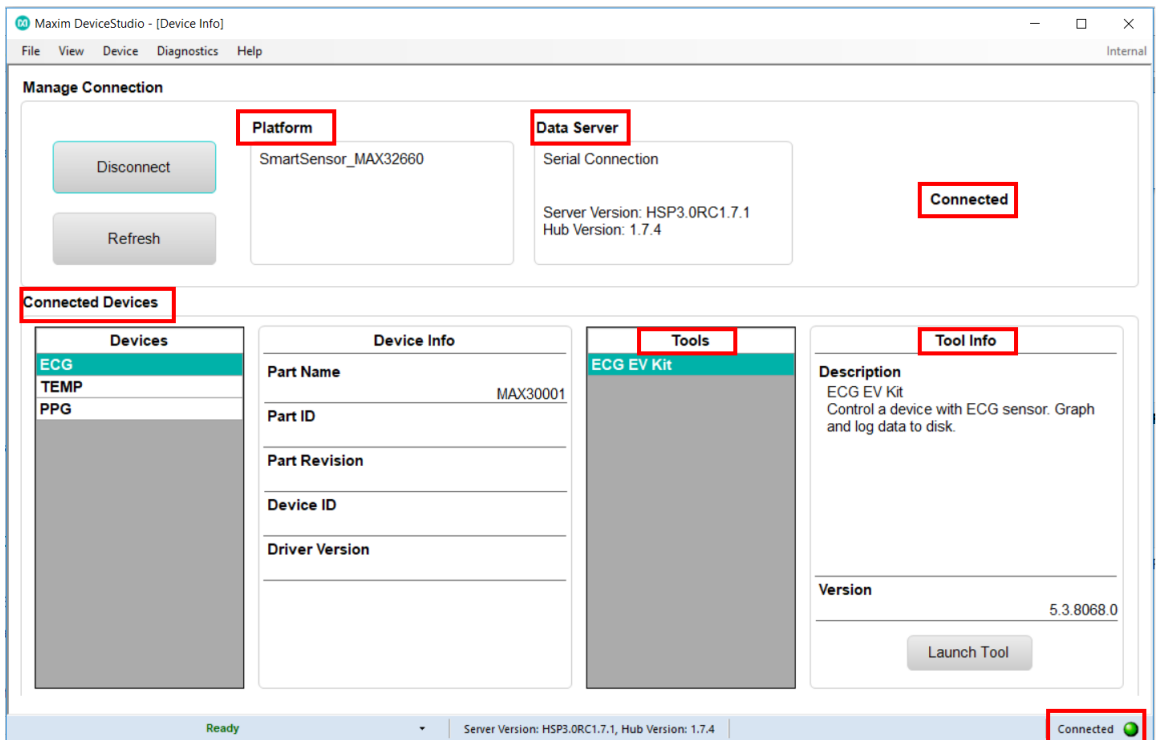 Maxim DeviceStudio - [Device Info]
File View Device Diagnostics Help Internal
Manage Connection
Platform
Data Server
Disconnect
SmartSensor_MAX32660
Serial Connection
Connected
Server Version: HSP3.0RC1.7.1
Hub Version: 1.7.4
Refresh
Connected Devices
Devices
ECG
TEMP
PPG
Device Info
Part Name
MAX30001
Part ID
Part Revision
Device ID
Driver Version
Tools
ECG EV Kit
Tool Info
Description
ECG EV Kit
Control a device with ECG sensor. Graph
and log data to disk.
Version
5.3.8068.0
Launch Tool
Ready
Server Version: HSP3.0RC1.7.1, Hub Version: 1.7.4
Connected